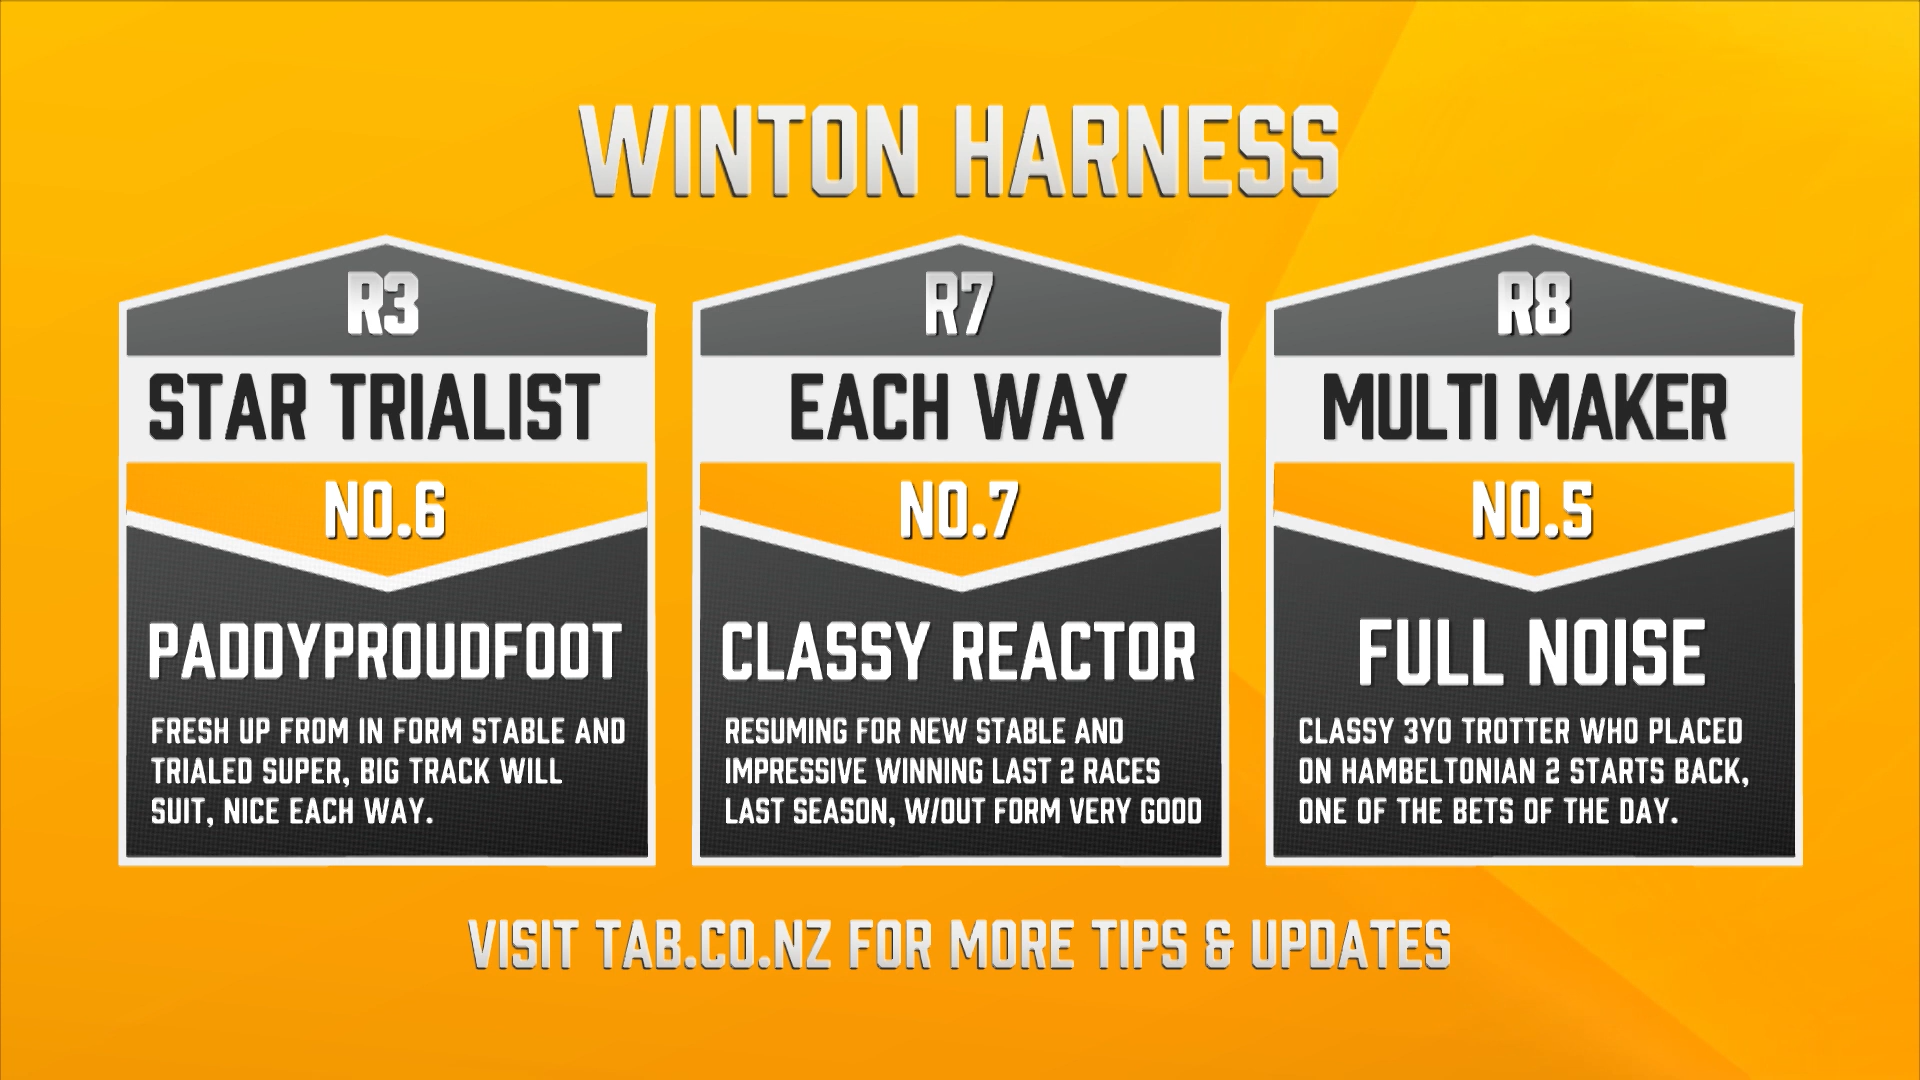 WINTON HARNESS
R3
STAR TRIALIST
NO.6
PADDYPROUDFOOT
FRESH UP FROM IN FORM STABLE AND
TRIALED SUPER, BIG TRACK WILL
SUIT, NICE EACH WAY.
R7
EACH WAY
NO.7
CLASSY REACTOR
RESUMING FOR NEW STABLE AND
IMPRESSIVE WINNING LAST 2 RACES
LAST SEASON, W/OUT FORM VERY GOOD
R8
MULTI MAKER
NO.5
FULL NOISE
CLASSY 3YO TROTTER WHO PLACED
ON HAMBELTONIAN 2 STARTS BACK,
ONE OF THE BETS OF THE DAY.
VISIT TAB.CO.NZ FOR MORE TIPS & UPDATES